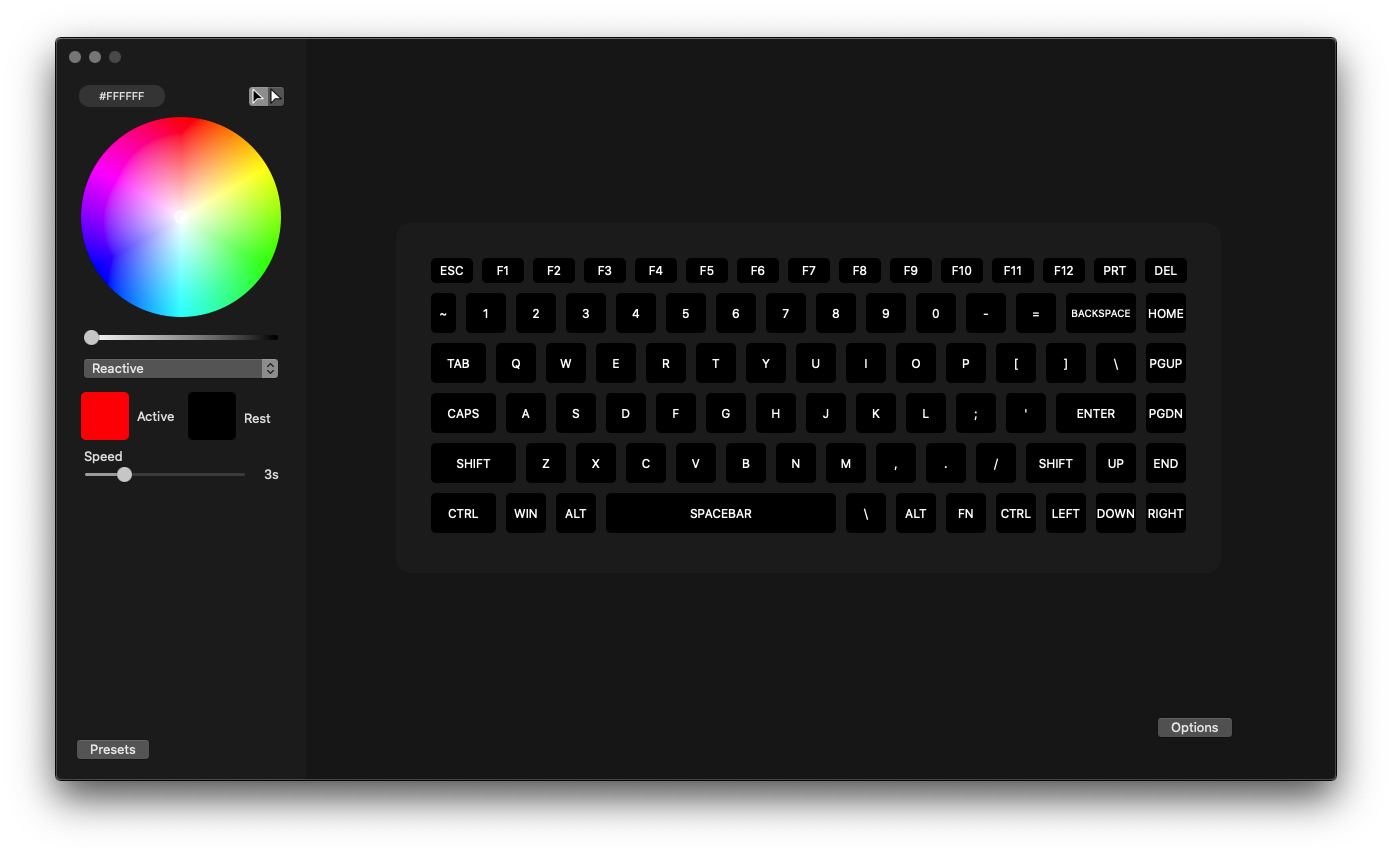 #FFFFFF
Reactive
Active
Rest
Speed
3s
Presets
ESC F1 F2 F3 F4 F5 F6 F7 F8 F9 F10 F11 F12 PRT DEL
~ 1 2 3 4 5 6 7 8 9 0 - = BACKSPACE HOME
TAB Q W E R T Y U I O P [ ] \ PGUP
CAPS A S D F G H J K L ; ' ENTER PGDN
SHIFT Z X C V B N M , . / SHIFT UP END
CTRL WIN ALT SPACEBAR \ ALT FN CTRL LEFT DOWN RIGHT
Options